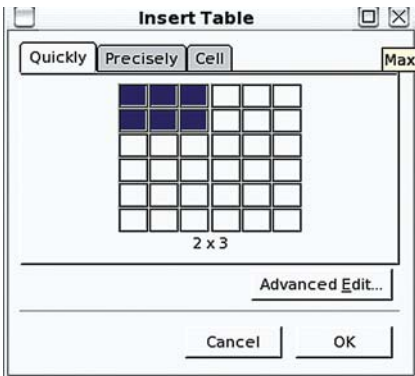 Insert Table
Quickly Precisely Cell
Max
2 x 3
Advanced Edit...
Cancel OK